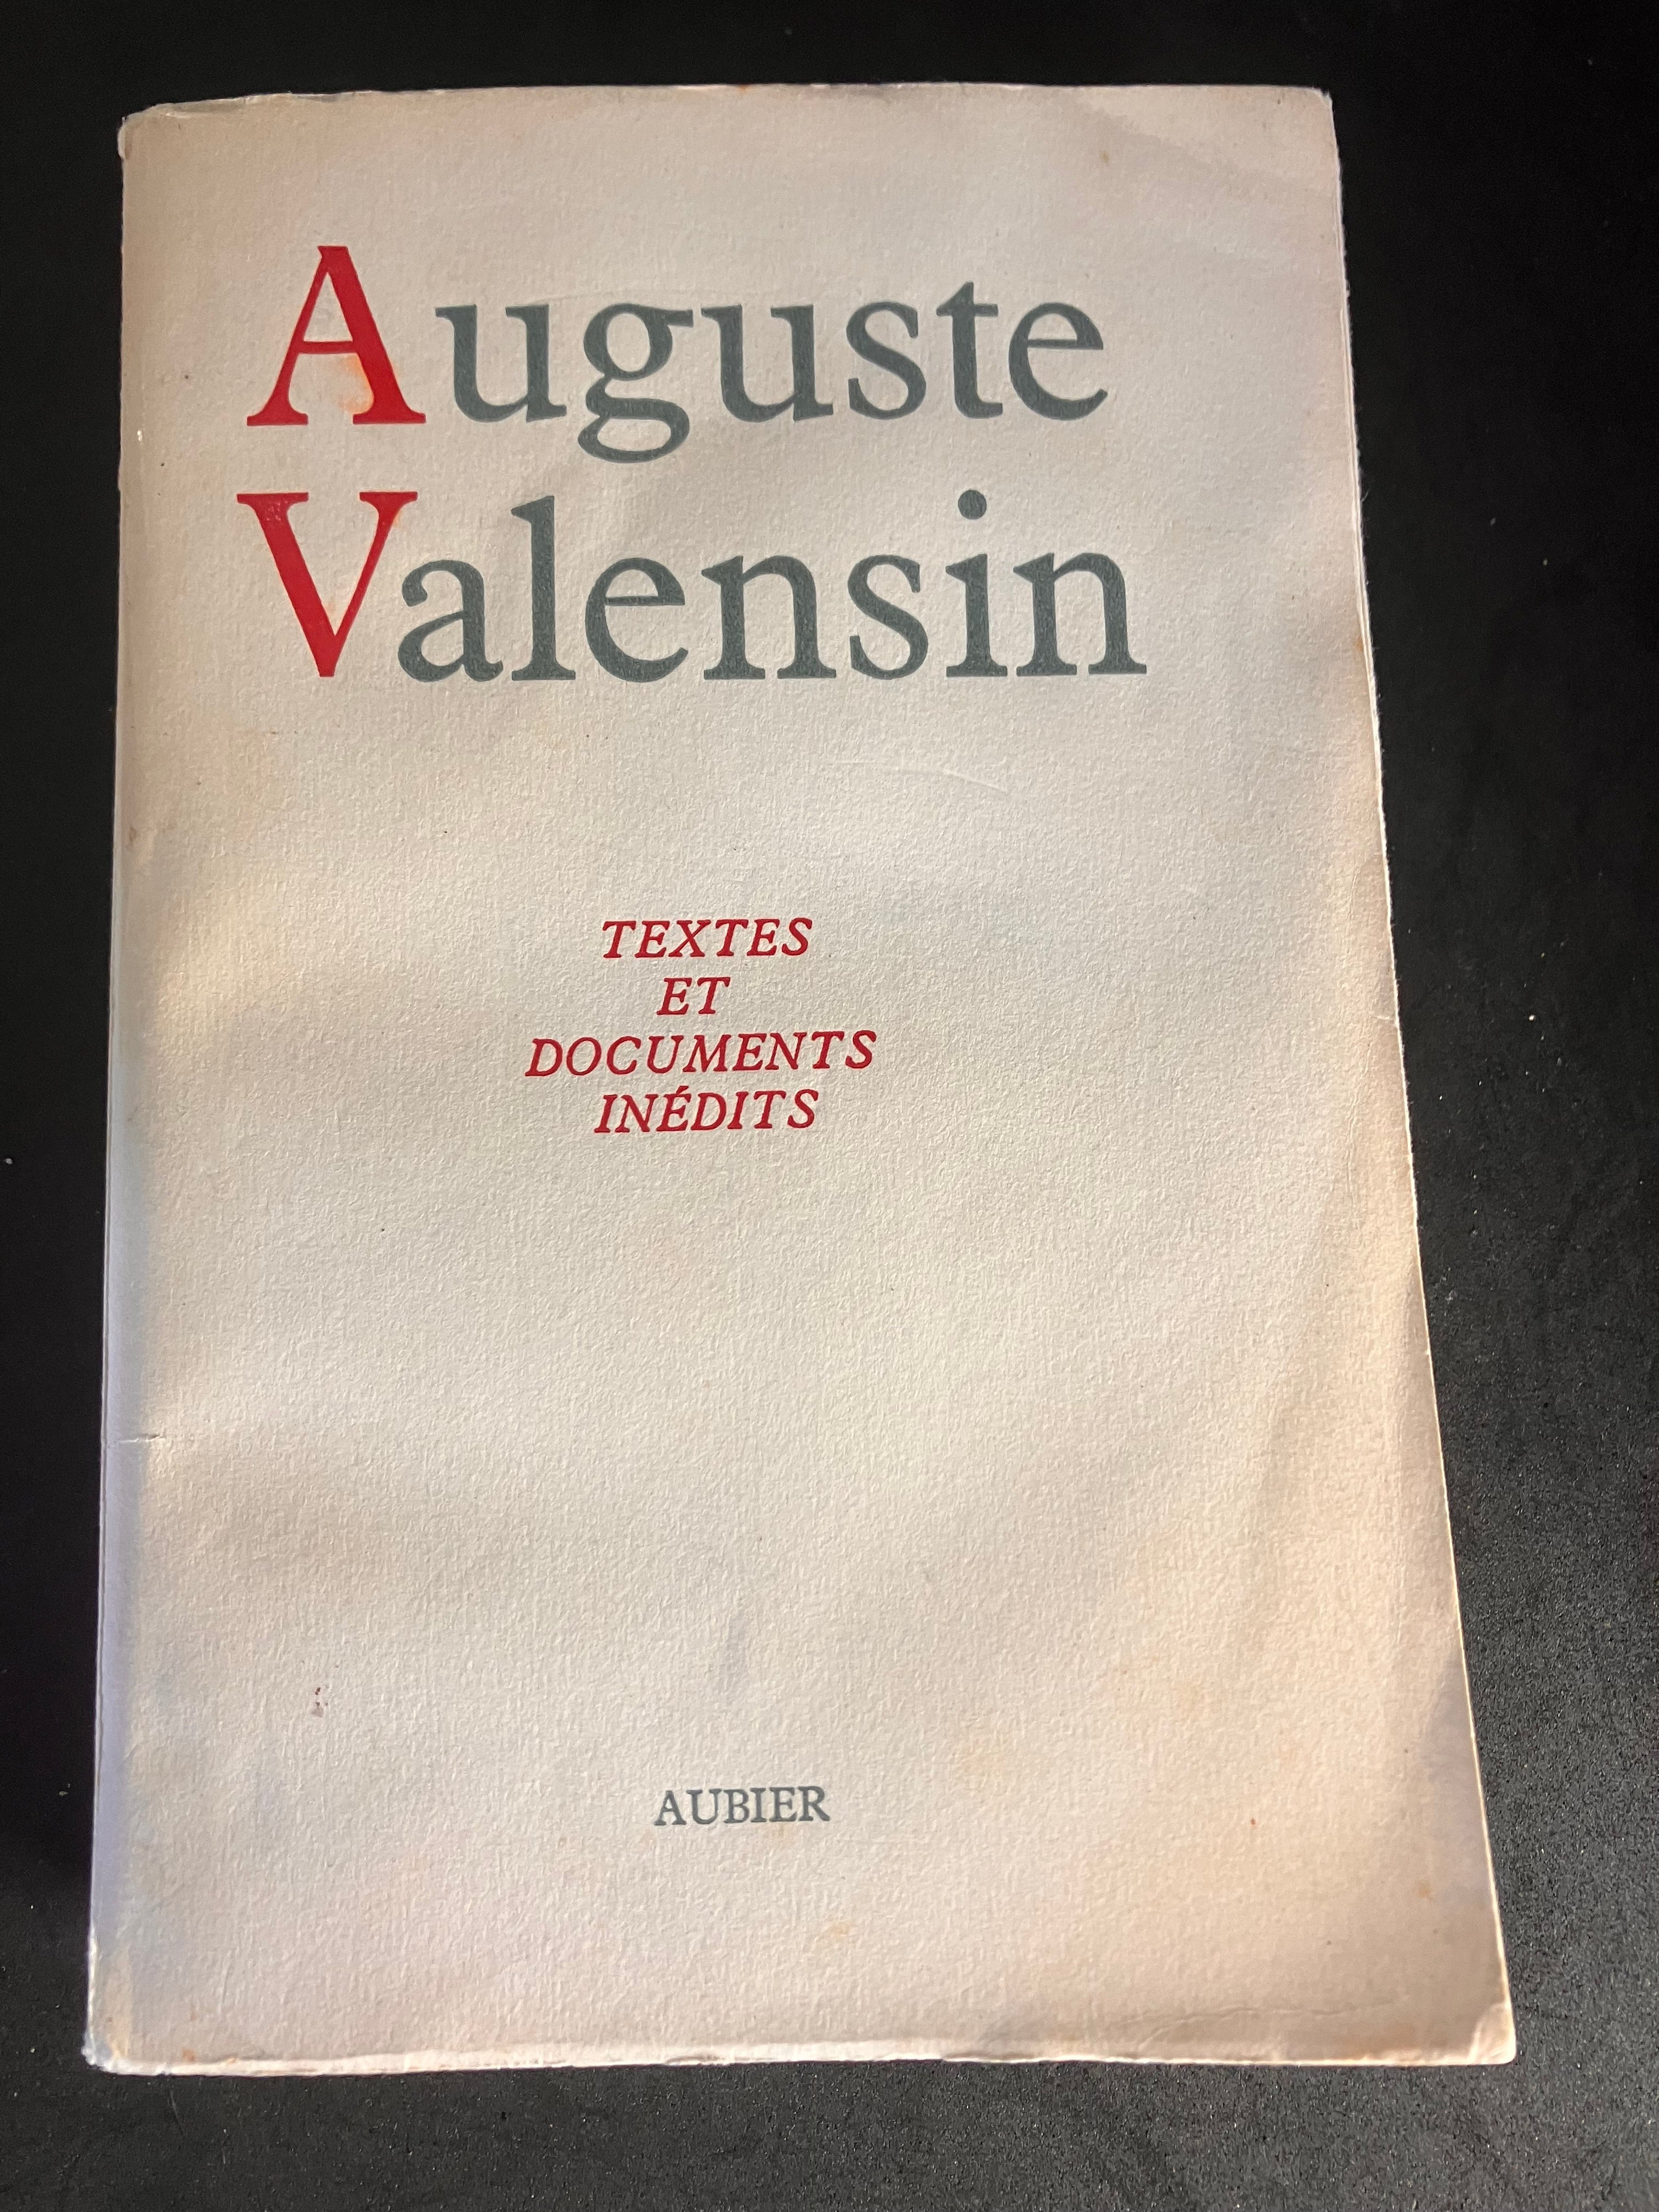 Auguste
Valensin
TEXTES
ET
DOCUMENTS
INÉDITS
AUBIER